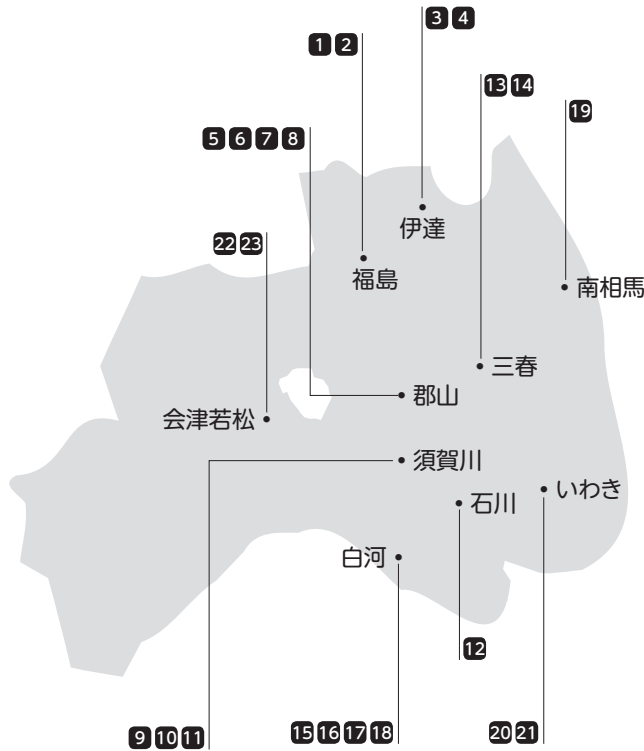 3 4
1 2
13 14
19
5 6 7 8
伊達
22 23
福島
南相馬
三春
郡山
会津若松
須賀川
いわき
石川
白河
12
9 10 11
15 16 17 18
20 21